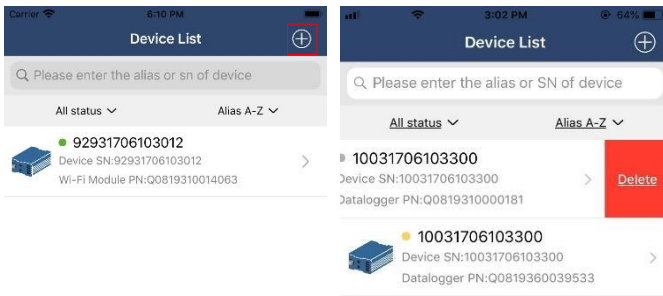 Carrier 6:10 PM
Device List
Please enter the alias or sn of device
All status Alias A-Z
92931706103012
Device SN:92931706103012
Wi-Fi Module PN:Q0819310014063
3:02 PM 64%
Device List
Please enter the alias or SN of device
All status Alias A-Z
10031706103300
Device SN:10031706103300
Datalogger PN:Q0819310000181
Delete
10031706103300
Device SN:10031706103300
Datalogger PN:Q0819360039533